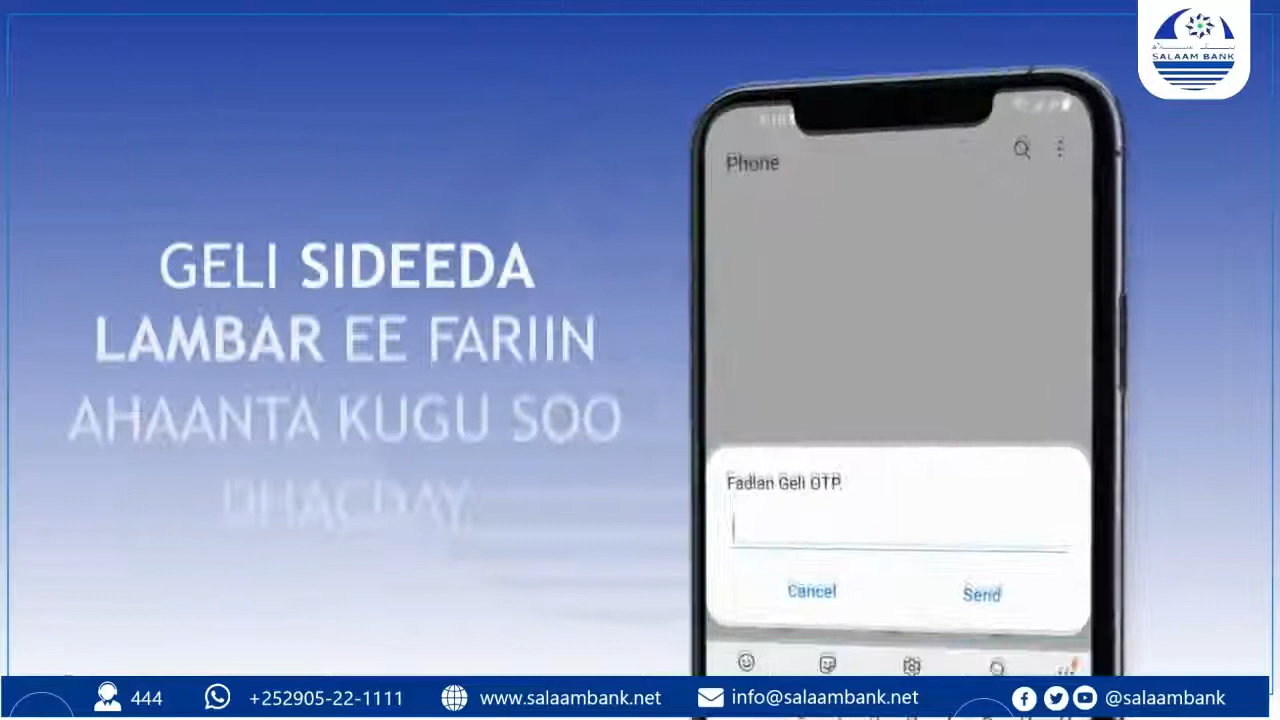 SALAAM BANK
Phone
GELI SIDEEDA
LAMBAR EE FARIIN
AHAANTA KUGU SOO
DHACDAY.
Fadlan Geli OTP.
Cancel Send
444 +252905-22-1111 www.salaambank.net info@salaambank.net @salaambank